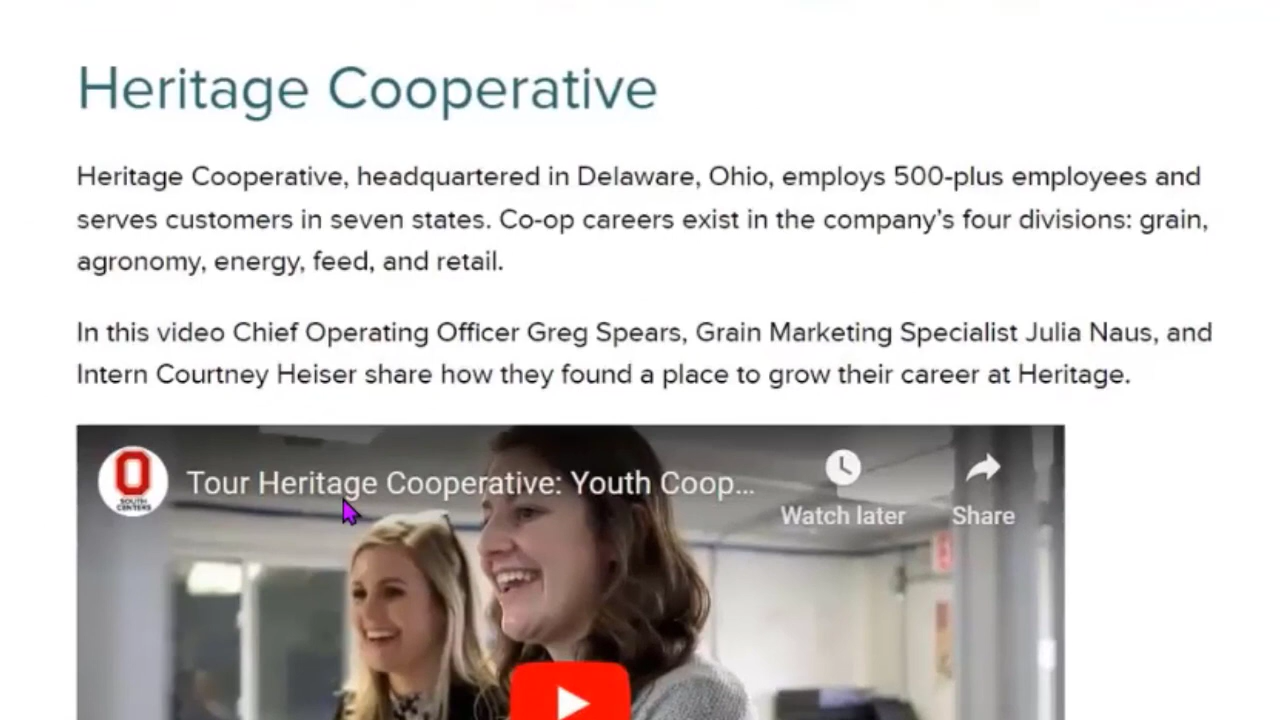 Heritage Cooperative
Heritage Cooperative, headquartered in Delaware, Ohio, employs 500-plus employees and
serves customers in seven states. Co-op careers exist in the company’s four divisions: grain,
agronomy, energy, feed, and retail.
In this video Chief Operating Officer Greg Spears, Grain Marketing Specialist Julia Naus, and
Intern Courtney Heiser share how they found a place to grow their career at Heritage.
Tour Heritage Cooperative: Youth Coop...
SOUTH
CENTERS
Watch later
Share